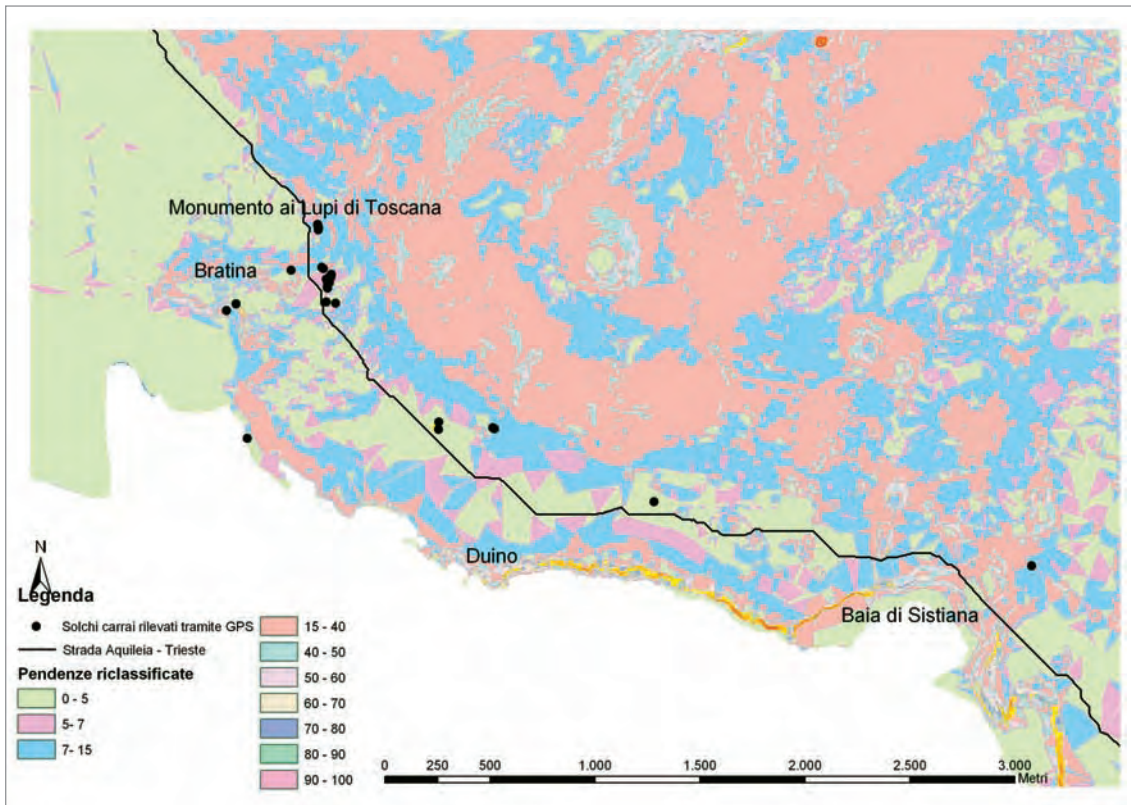 Monumento ai Lupi di Toscana
Bratina
Duino
Baia di Sistiana
N
Legenda
Solchi carrai rilevati tramite GPS
Strada Aquileia - Trieste
Pendenze riclassificate
0 - 5
5- 7
7- 15
15 - 40
40 - 50
50 - 60
60 - 70
70 - 80
80 - 90
90 - 100
0 250 500 1.000 1.500 2.000 2.500 3.000
Metri